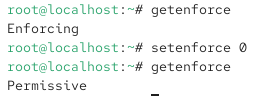 root@localhost:~# getenforce
Enforcing
root@localhost:~# setenforce 0
root@localhost:~# getenforce
Permissive